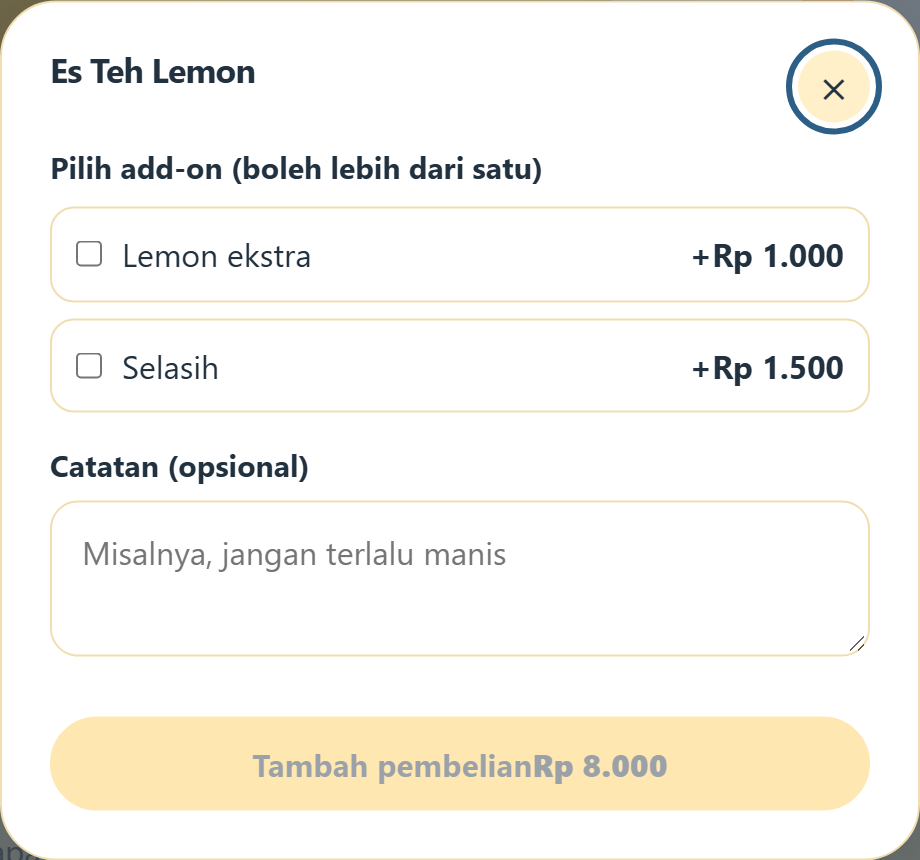 Es Teh Lemon
Pilih add-on (boleh lebih dari satu)
Lemon ekstra +Rp 1.000
Selasih +Rp 1.500
Catatan (opsional)
Misalnya, jangan terlalu manis
Tambah pembelianRp 8.000